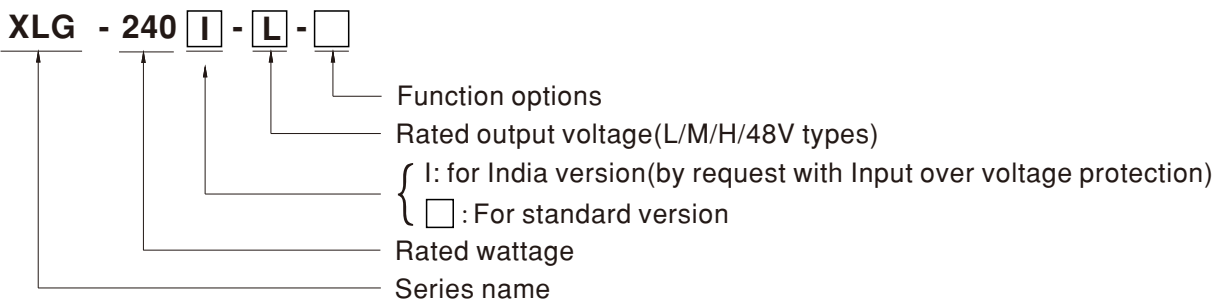 XLG - 240 I - L - □
Function options
Rated output voltage(L/M/H/48V types)
I: for India version(by request with Input over voltage protection)
□ : For standard version
Rated wattage
Series name